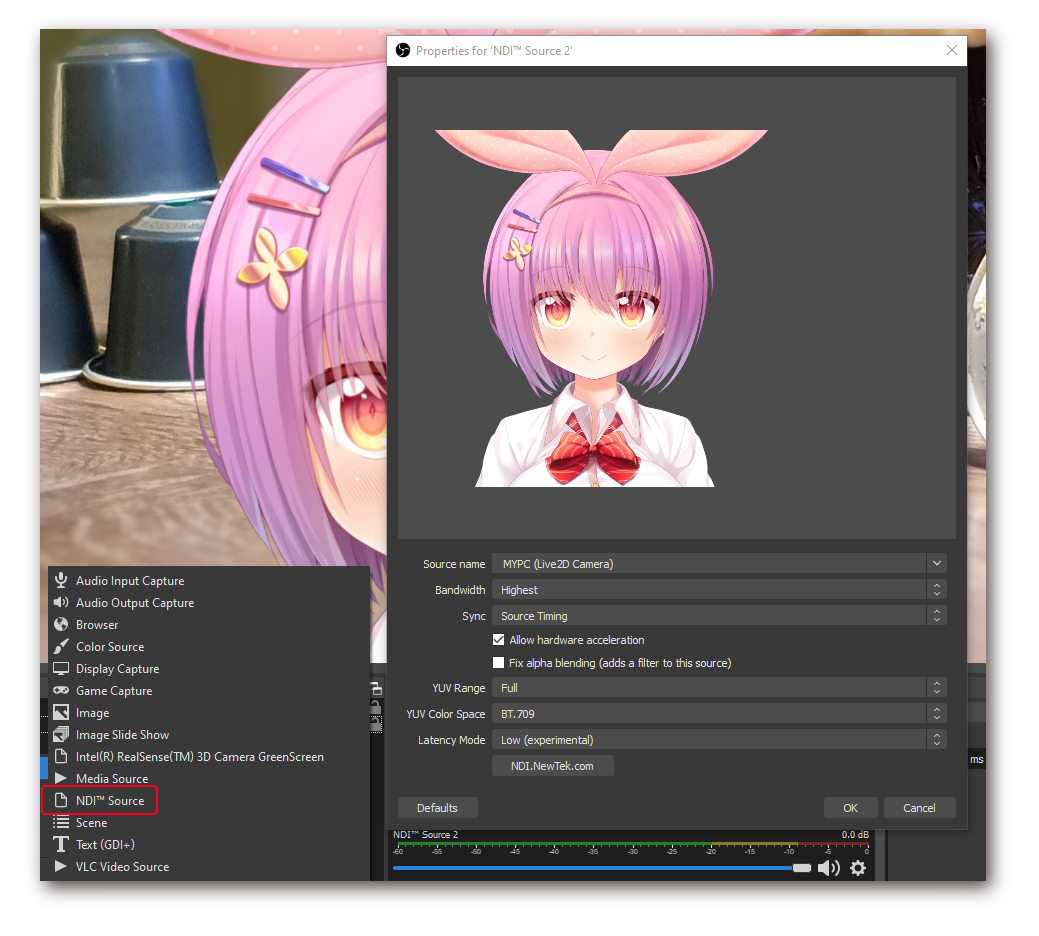 Properties for 'NDI™ Source 2'
Source name MYPC (Live2D Camera)
Bandwidth Highest
Sync Source Timing
Allow hardware acceleration
Fix alpha blending (adds a filter to this source)
YUV Range Full
YUV Color Space BT.709
Latency Mode Low (experimental)
NDI.NewTek.com
Defaults OK Cancel
Audio Input Capture
Audio Output Capture
Browser
Color Source
Display Capture
Game Capture
Image
Image Slide Show
Intel(R) RealSense(TM) 3D Camera GreenScreen
Media Source
NDI™ Source
Scene
Text (GDI+)
VLC Video Source
ms
NDI™ Source 2 0.0 dB
-60 -55 -50 -45 -40 -35 -30 -25 -20 -15 -10 -5 0